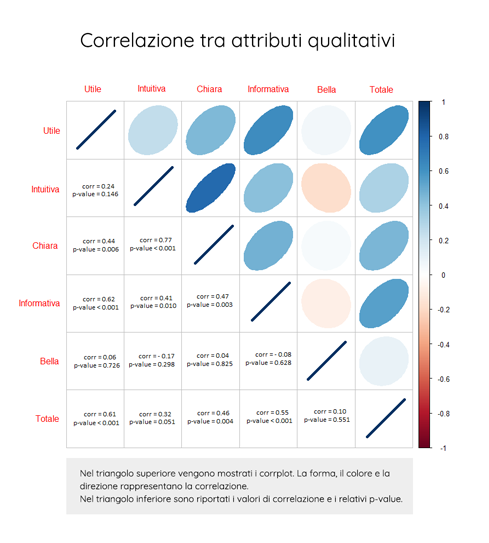 Correlazione tra attributi qualitativi
Utile Intuitiva Chiara Informativa Bella Totale
Utile
1
0.8
0.6
0.4
0.2
0
-0.2
-0.4
-0.6
-0.8
-1
Intuitiva
corr = 0.24
p-value = 0.146
Chiara
corr = 0.44
p-value = 0.006
corr = 0.77
p-value < 0.001
Informativa
corr = 0.62
p-value < 0.001
corr = 0.41
p-value = 0.010
corr = 0.47
p-value = 0.003
Bella
corr = 0.06
p-value = 0.726
corr = - 0.17
p-value = 0.298
corr = 0.04
p-value = 0.825
corr = - 0.08
p-value = 0.628
Totale
corr = 0.61
p-value < 0.001
corr = 0.32
p-value = 0.051
corr = 0.46
p-value = 0.004
corr = 0.55
p-value < 0.001
corr = 0.10
p-value = 0.551
Nel triangolo superiore vengono mostrati i corrplot. La forma, il colore e la
direzione rappresentano la correlazione.
Nel triangolo inferiore sono riportati i valori di correlazione e i relativi p-value.